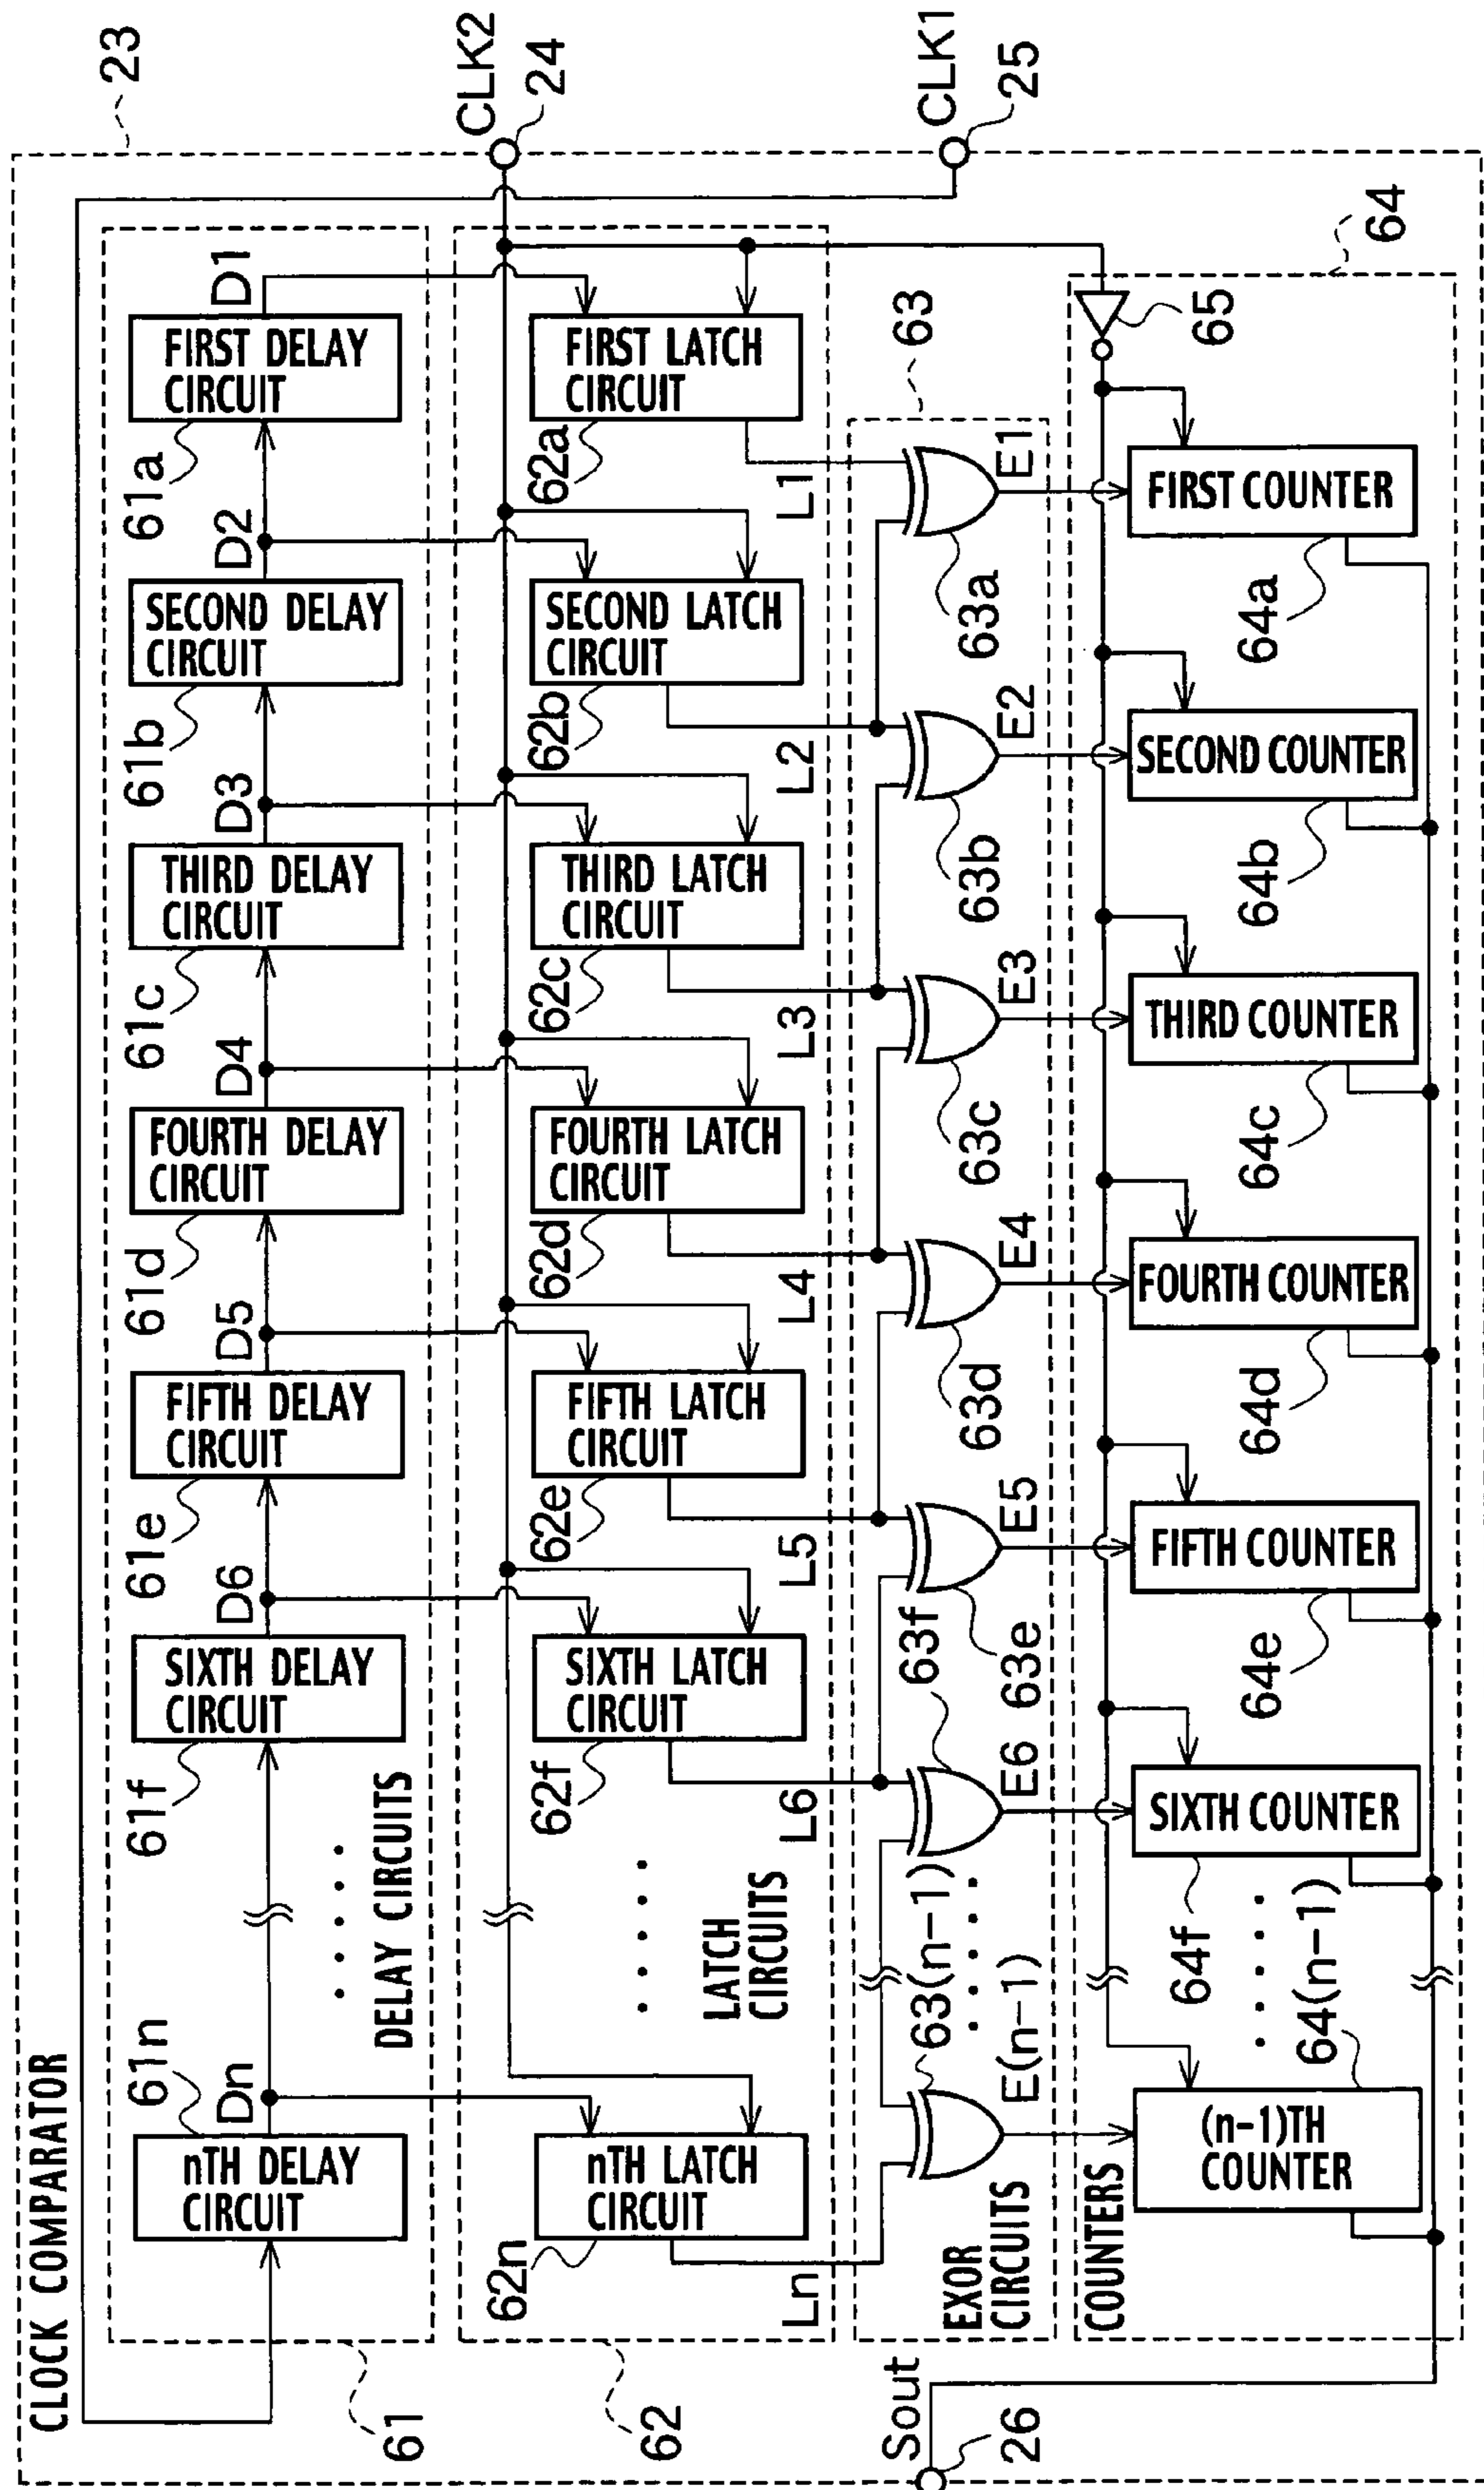 CLOCK COMPARATOR
23
61n
Dn
nTH DELAY
CIRCUIT
61f
D6
SIXTH DELAY
CIRCUIT
61e
D5
FIFTH DELAY
CIRCUIT
61d
D4
FOURTH DELAY
CIRCUIT
61c
D3
THIRD DELAY
CIRCUIT
61b
D2
SECOND DELAY
CIRCUIT
61a
D1
FIRST DELAY
CIRCUIT
.....
DELAY CIRCUITS
61
CLK2
24
62n
nTH LATCH
CIRCUIT
62f
SIXTH LATCH
CIRCUIT
62e
FIFTH LATCH
CIRCUIT
62d
FOURTH LATCH
CIRCUIT
62c
THIRD LATCH
CIRCUIT
62b
SECOND LATCH
CIRCUIT
62a
FIRST LATCH
CIRCUIT
.....
LATCH
CIRCUITS
62
Ln
L6
L5
L4
L3
L2
L1
63
CLK1
25
Sout
26
EXOR
CIRCUITS
63(n-1)
.....
63f
63e
63d
63c
63b
63a
E(n-1)
E6
E5
E4
E3
E2
E1
COUNTERS
65
64
(n-1)TH
COUNTER
SIXTH COUNTER
FIFTH COUNTER
FOURTH COUNTER
THIRD COUNTER
SECOND COUNTER
FIRST COUNTER
.....
64(n-1)
64f
64e
64d
64c
64b
64a